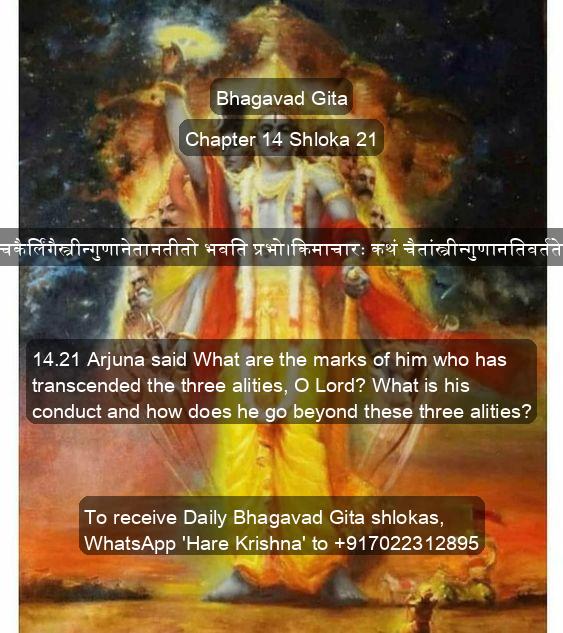 Bhagavad Gita
Chapter 14 Shloka 21
चकैर्लिंगैस्त्रीन्गुणानेतानतीतो भवति प्रभो।किमाचारः कथं चैतांस्त्रीन्गुणानतिवर्तते
14.21 Arjuna said What are the marks of him who has
transcended the three alities, O Lord? What is his
conduct and how does he go beyond these three alities?
To receive Daily Bhagavad Gita shlokas,
WhatsApp 'Hare Krishna' to +917022312895